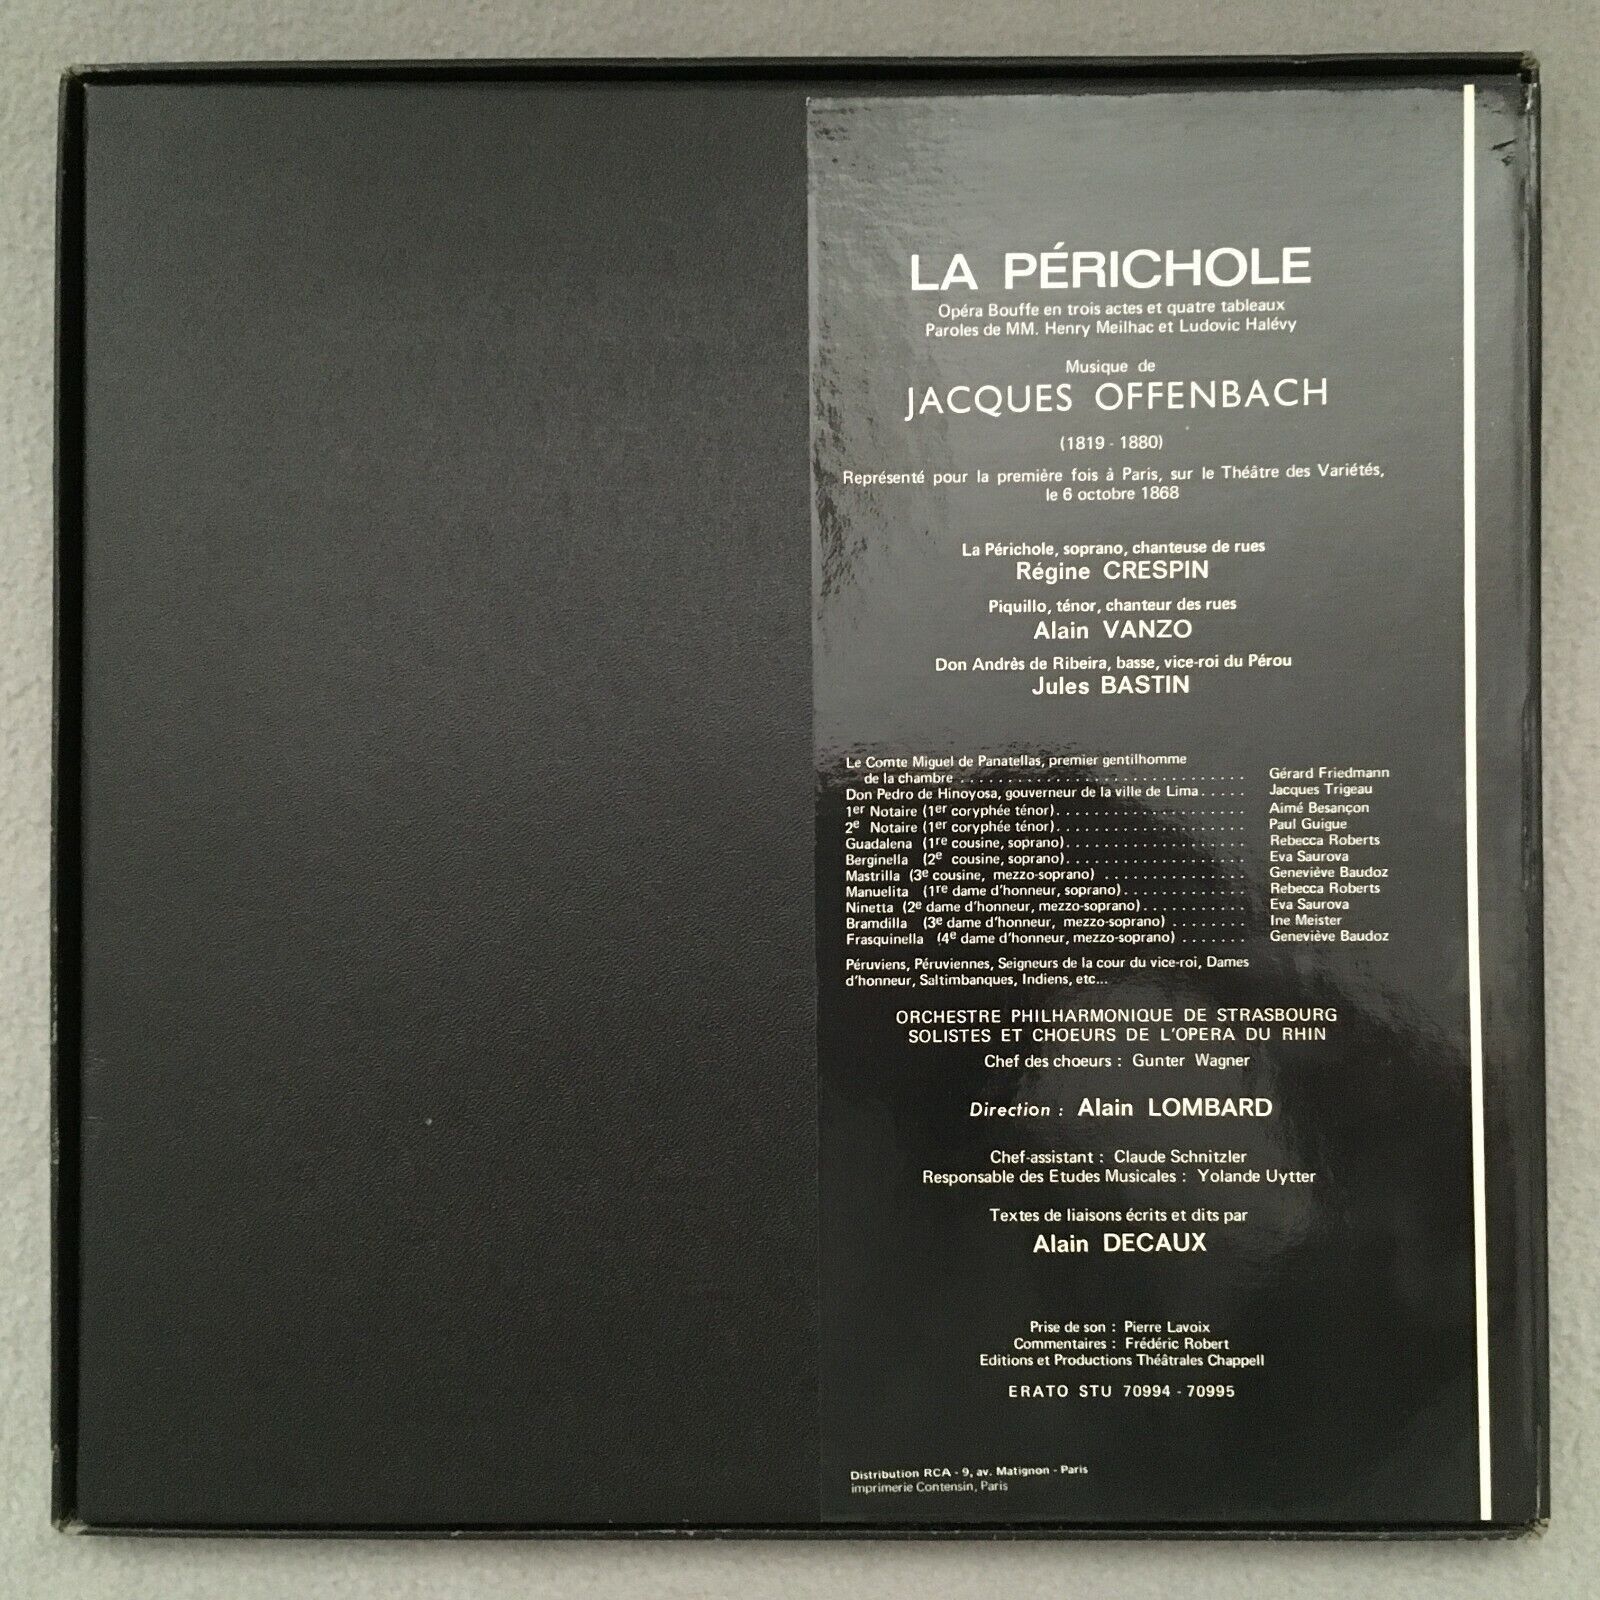 LA PÉRICHOLE
Opéra Bouffe en trois actes et quatre tableaux
Paroles de MM. Henry Meilhac et Ludovic Halévy
Musique de
JACQUES OFFENBACH
(1819 - 1880)
Représenté pour la première fois à Paris, sur le Théâtre des Variétés,
le 6 octobre 1868
La Périchole, soprano, chanteuse de rues
Régine CRESPIN
Piquillo, ténor, chanteur des rues
Alain VANZO
Don Andrès de Ribeira, basse, vice-roi du Pérou
Jules BASTIN
Le Comte Miguel de Panatellas, premier gentilhomme
de la chambre . . . . . . . . . . . . . . . . . . . . . . . . . . . . . . Gérard Friedmann
Don Pedro de Hinoyosa, gouverneur de la ville de Lima . . . . . Jacques Trigeau
1er Notaire (1er coryphée ténor) . . . . . . . . . . . . . . . . . . . . Aimé Besançon
2e Notaire (1er coryphée ténor) . . . . . . . . . . . . . . . . . . . . Paul Guigue
Guadalena (1re cousine, soprano) . . . . . . . . . . . . . . . . . . . Rebecca Roberts
Berginella (2e cousine, soprano) . . . . . . . . . . . . . . . . . . . Eva Saurova
Mastrilla (3e cousine, mezzo-soprano) . . . . . . . . . . . . . . . Geneviève Baudoz
Manuelita (1re dame d'honneur, soprano) . . . . . . . . . . . . . Rebecca Roberts
Ninetta (2e dame d'honneur, mezzo-soprano) . . . . . . . . . . . Eva Saurova
Bramdilla (3e dame d'honneur, mezzo-soprano) . . . . . . . . Ine Meister
Frasquinella (4e dame d'honneur, mezzo-soprano) . . . . . . . Geneviève Baudoz
Péruviens, Péruviennes, Seigneurs de la cour du vice-roi, Dames
d'honneur, Saltimbanques, Indiens, etc...
ORCHESTRE PHILHARMONIQUE DE STRASBOURG
SOLISTES ET CHOEURS DE L'OPERA DU RHIN
Chef des choeurs : Gunter Wagner
Direction : Alain LOMBARD
Chef-assistant : Claude Schnitzler
Responsable des Etudes Musicales : Yolande Uytter
Textes de liaisons écrits et dits par
Alain DECAUX
Prise de son : Pierre Lavoix
Commentaires : Frédéric Robert
Editions et Productions Théâtrales Chappell
ERATO STU 70994 - 70995
Distribution RCA - 9, av. Matignon - Paris
imprimerie Contensin, Paris